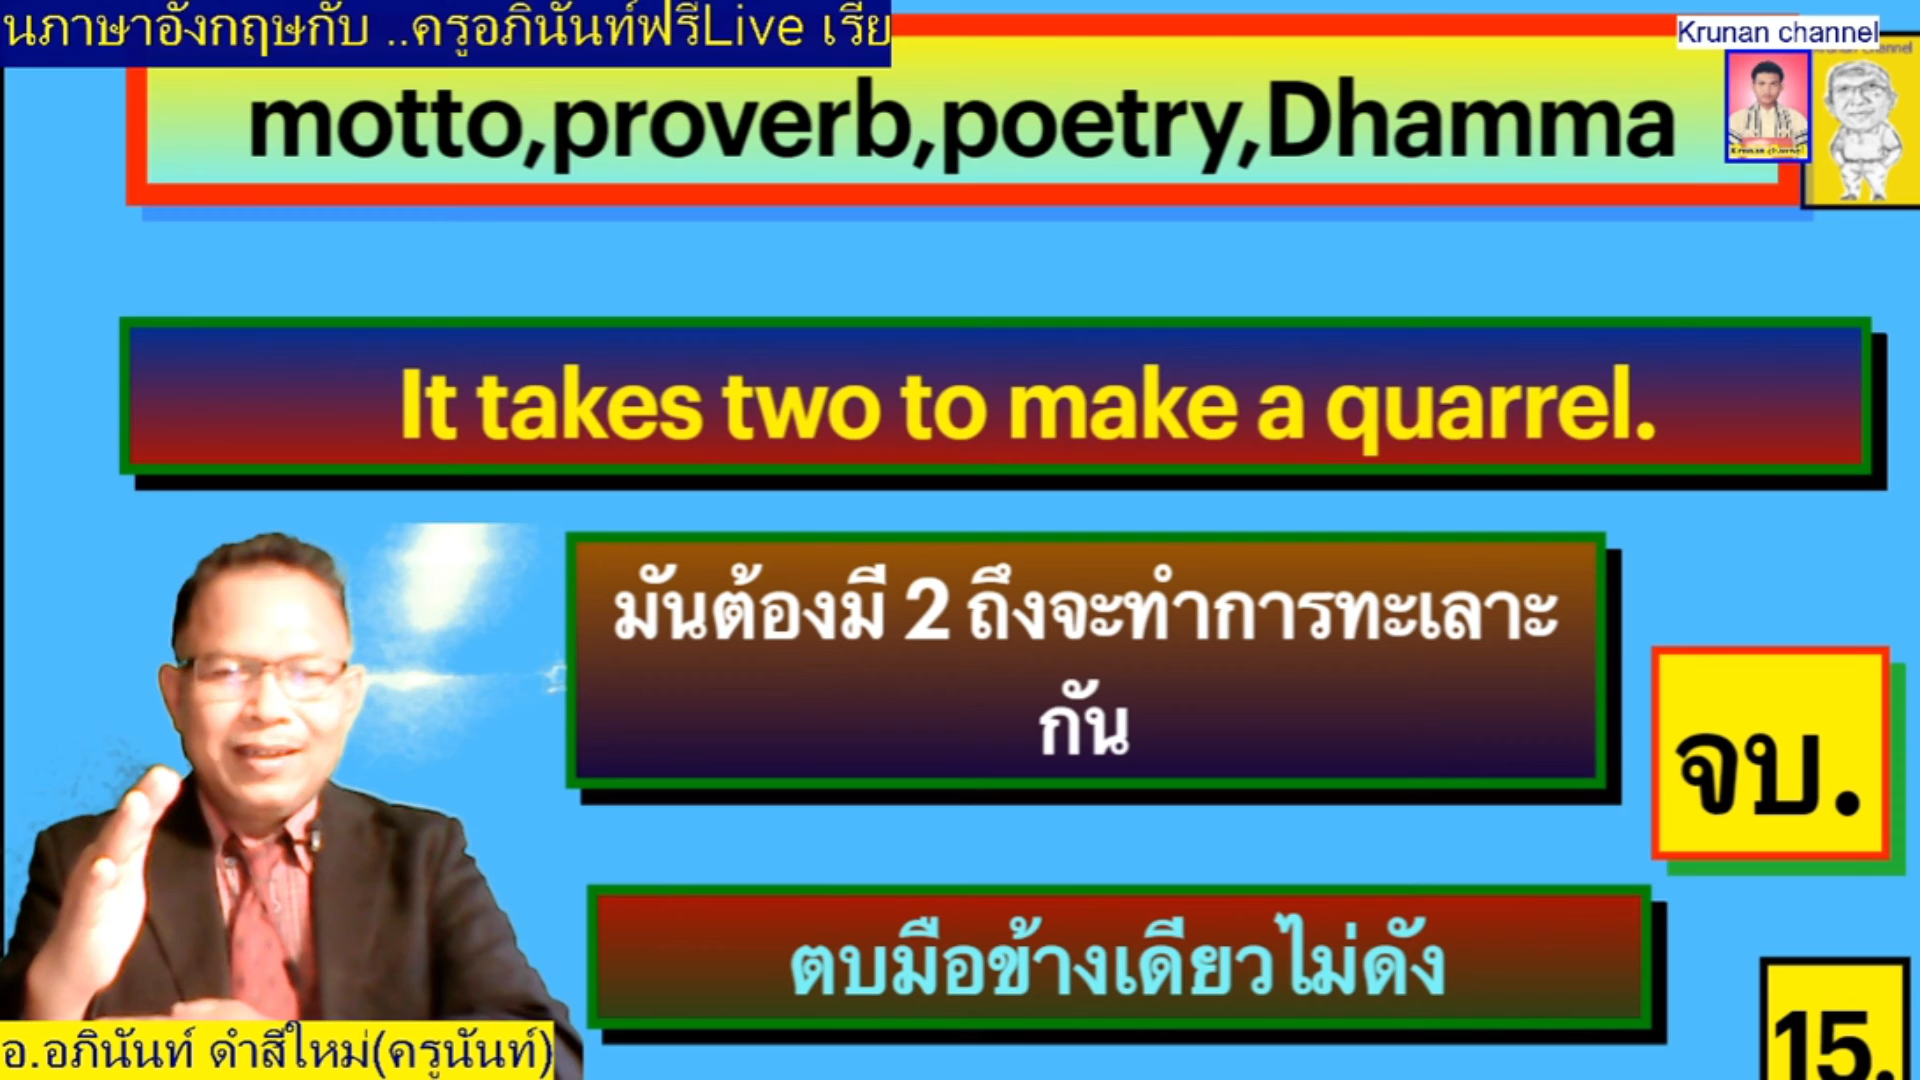 นภาษาอังกฤษกับ ..ครูอภินันท์ฟรีLive เรีย
Krunan channel
motto,proverb,poetry,Dhamma
Krunan channel
It takes two to make a quarrel.
มันต้องมี 2 ถึงจะทำการทะเลาะ
กัน
จบ.
ตบมือข้างเดียวไม่ดัง
15.
อ.อภินันท์ ดำสีใหม่(ครูนันท์)